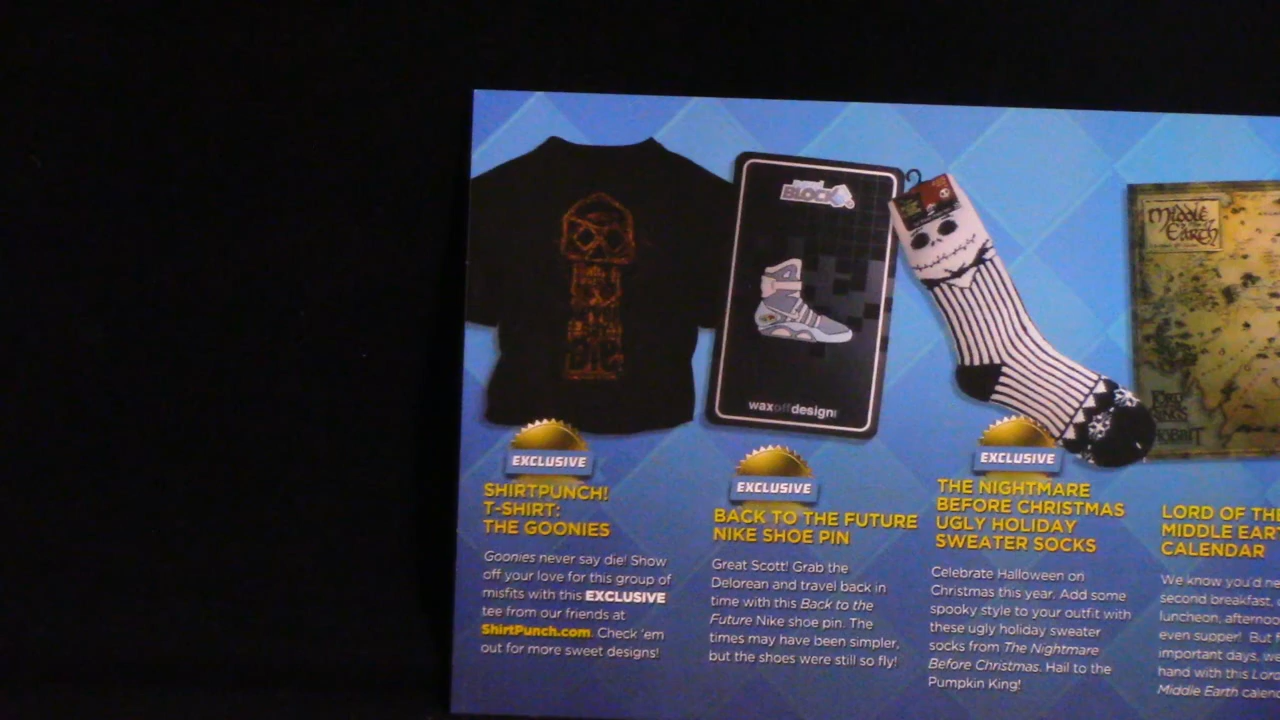 BLOCK
waxoffdesigns
MIDDLE
EARTH
LORD
RINGS
HOBBIT
EXCLUSIVE
SHIRTPUNCH!
T-SHIRT:
THE GOONIES
Goonies never say die! Show
off your love for this group of
misfits with this EXCLUSIVE
tee from our friends at
ShirtPunch.com. Check 'em
out for more sweet designs!
EXCLUSIVE
BACK TO THE FUTURE
NIKE SHOE PIN
Great Scott! Grab the
Delorean and travel back in
time with this Back to the
Future Nike shoe pin. The
times may have been simpler,
but the shoes were still so fly!
EXCLUSIVE
THE NIGHTMARE
BEFORE CHRISTMAS
UGLY HOLIDAY
SWEATER SOCKS
Celebrate Halloween on
Christmas this year. Add some
spooky style to your outfit with
these ugly holiday sweater
socks from The Nightmare
Before Christmas. Hail to the
Pumpkin King!
LORD OF THE
MIDDLE EAR
CALENDAR
We know you'd ne
second breakfast,
luncheon, afternoo
even supper! But
important days, we
hand with this Lord
Middle Earth calend